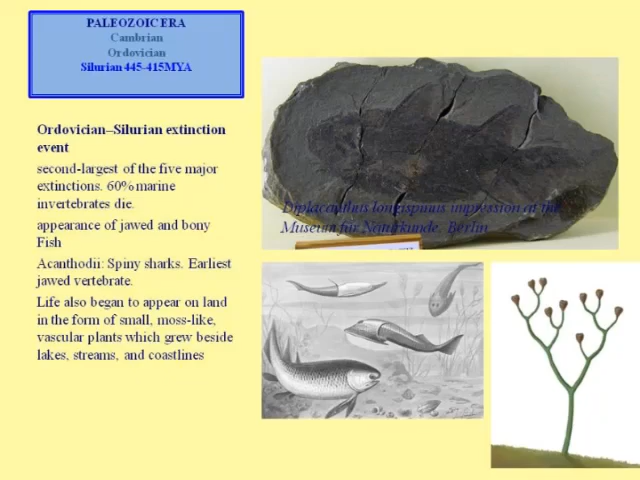 PALEOZOIC ERA
Cambrian
Ordovician
Silurian 445-415MYA
Ordovician–Silurian extinction
event
second-largest of the five major
extinctions. 60% marine
invertebrates die.
appearance of jawed and bony
Fish
Acanthodii: Spiny sharks. Earliest
jawed vertebrate.
Life also began to appear on land
in the form of small, moss-like,
vascular plants which grew beside
lakes, streams, and coastlines
Diplacanthus longispinus impression at the
Museum für Naturkunde, Berlin